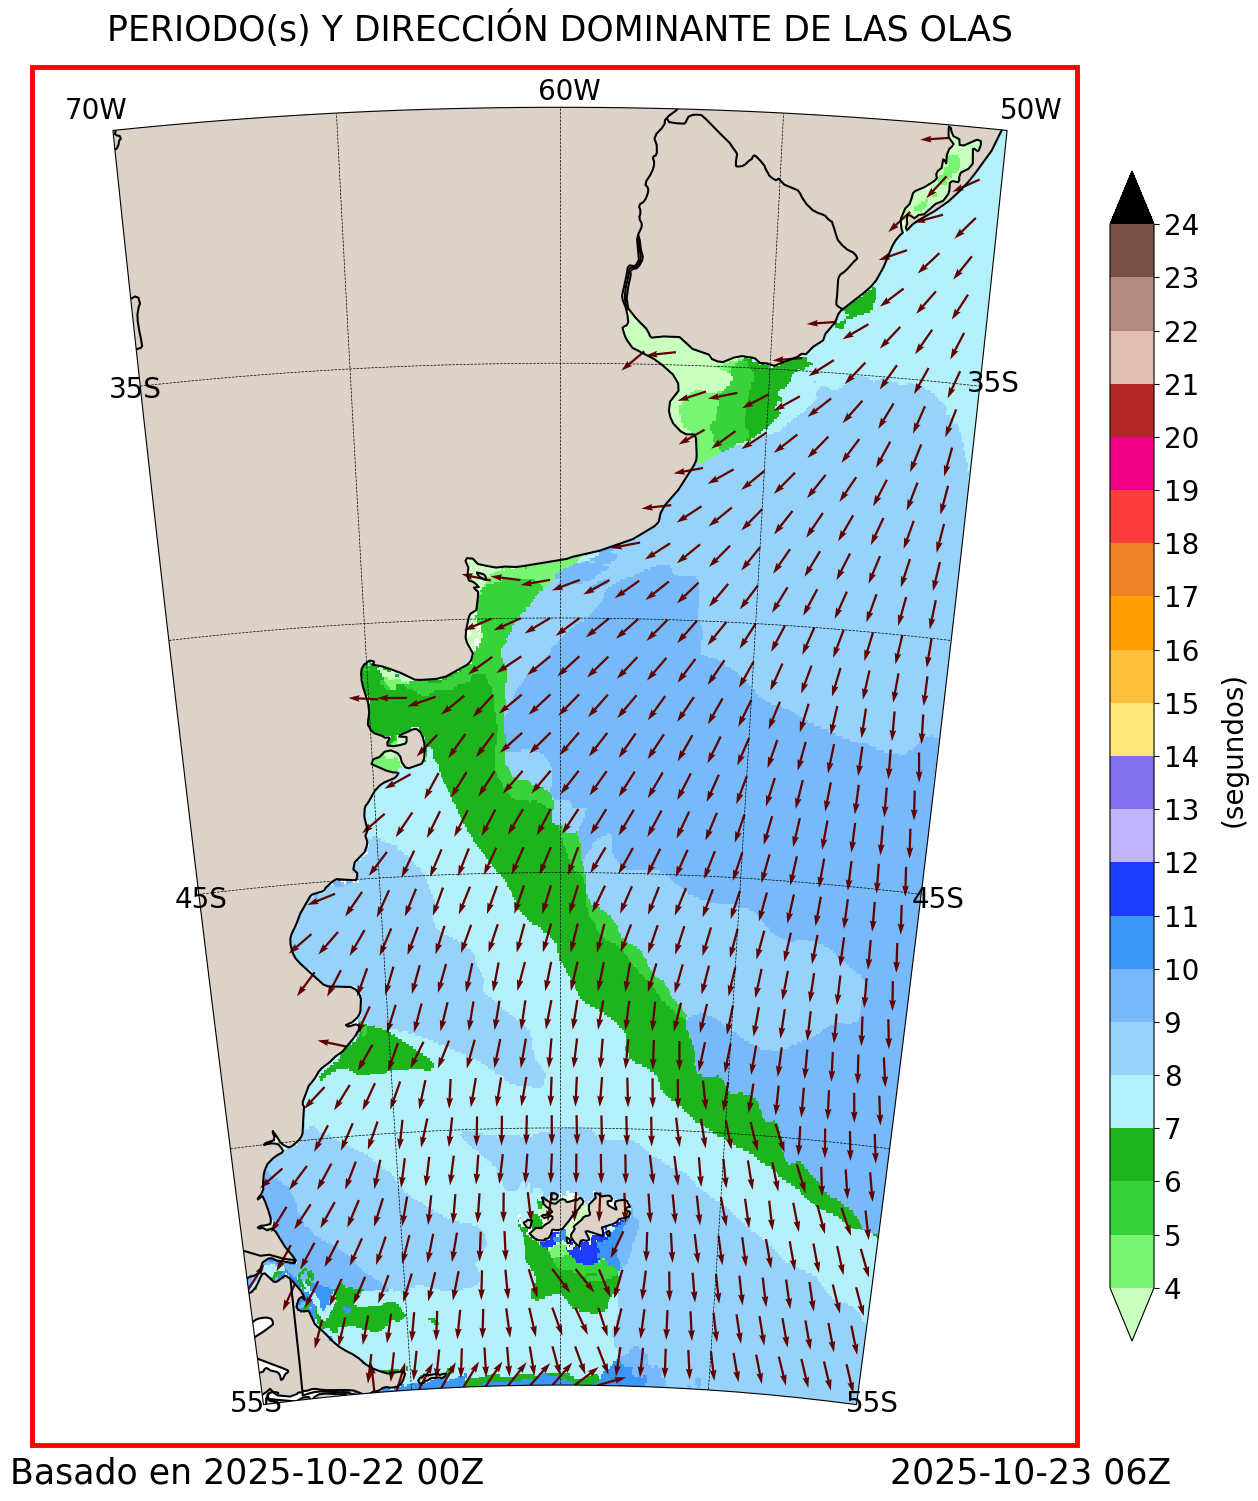 PERIODO(s) Y DIRECCIÓN DOMINANTE DE LAS OLAS
70W
60W
50W
35S
35S
45S
45S
55S
55S
24
23
22
21
20
19
18
17
16
15
14
13
12
11
10
9
8
7
6
5
4
(segundos)
Basado en 2025-10-22 00Z
2025-10-23 06Z